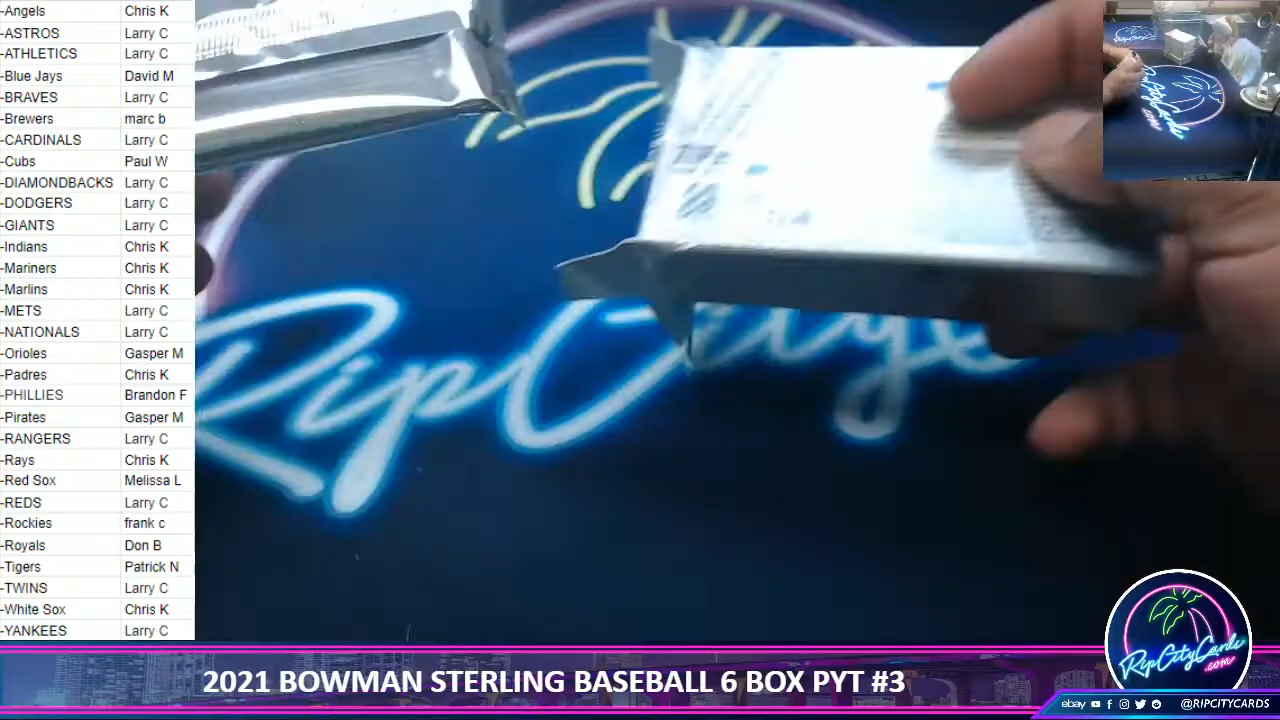 -Angels Chris K
-ASTROS Larry C
-ATHLETICS Larry C
-Blue Jays David M
-BRAVES Larry C
-Brewers marc b
-CARDINALS Larry C
-Cubs Paul W
-DIAMONDBACKS Larry C
-DODGERS Larry C
-GIANTS Larry C
-Indians Chris K
-Mariners Chris K
-Marlins Chris K
-METS Larry C
-NATIONALS Larry C
-Orioles Gasper M
-Padres Chris K
-PHILLIES Brandon F
-Pirates Gasper M
-RANGERS Larry C
-Rays Chris K
-Red Sox Melissa L
-REDS Larry C
-Rockies frank c
-Royals Don B
-Tigers Patrick N
-TWINS Larry C
-White Sox Chris K
-YANKEES Larry C
RipCityC
RipCityCards
.com
2021 BOWMAN STERLING BASEBALL 6 BOX PYT #3
ebay @RIPCITYCARDS